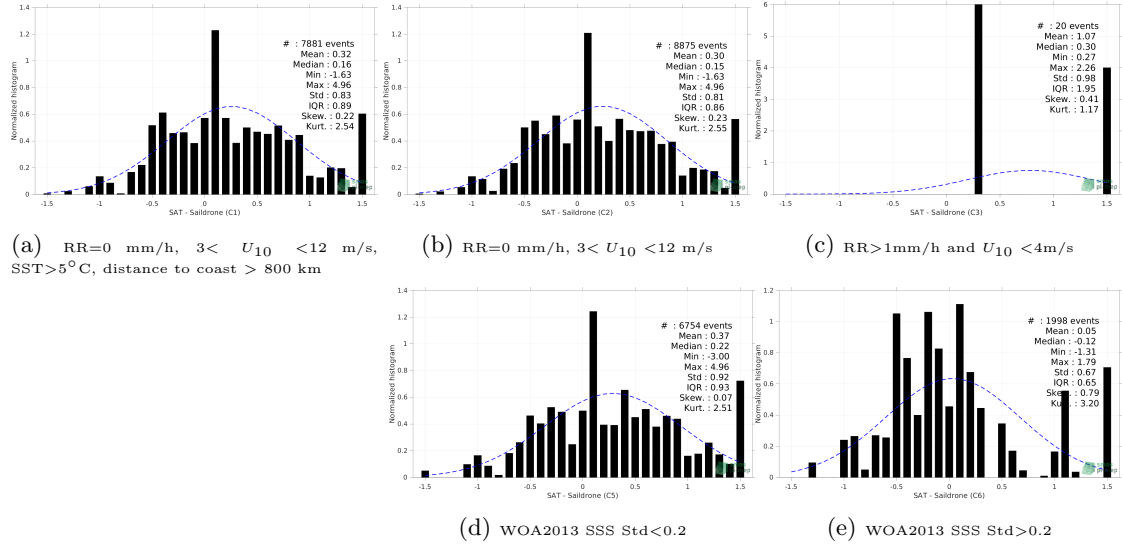 1.4
1.2
1
0.8
0.6
0.4
0.2
0
Normalized histogram
# : 7881 events
Mean : 0.32
Median : 0.16
Min : -1.63
Max : 4.96
Std : 0.83
IQR : 0.89
Skew. : 0.22
Kurt. : 2.54
-1.5 -1 -0.5 0 0.5 1 1.5
SAT - Saildrone (C1)
(a) RR=0 mm/h, 3< U10 <12 m/s,
SST>5°C, distance to coast > 800 km
1.4
1.2
1
0.8
0.6
0.4
0.2
0
Normalized histogram
# : 8875 events
Mean : 0.30
Median : 0.15
Min : -1.63
Max : 4.96
Std : 0.81
IQR : 0.86
Skew. : 0.23
Kurt. : 2.55
-1.5 -1 -0.5 0 0.5 1 1.5
SAT - Saildrone (C2)
(b) RR=0 mm/h, 3< U10 <12 m/s
6
5
4
3
2
1
0
Normalized histogram
# : 20 events
Mean : 1.07
Median : 0.30
Min : 0.27
Max : 2.26
Std : 0.98
IQR : 1.95
Skew. : 0.41
Kurt. : 1.17
-1.5 -1 -0.5 0 0.5 1 1.5
SAT - Saildrone (C3)
(c) RR>1mm/h and U10 <4m/s
1.4
1.2
1
0.8
0.6
0.4
0.2
0
Normalized histogram
# : 6754 events
Mean : 0.37
Median : 0.22
Min : -3.00
Max : 4.96
Std : 0.92
IQR : 0.93
Skew. : 0.07
Kurt. : 2.51
-1.5 -1 -0.5 0 0.5 1 1.5
SAT - Saildrone (C5)
(d) WOA2013 SSS Std<0.2
1.2
1
0.8
0.6
0.4
0.2
0
Normalized histogram
# : 1998 events
Mean : 0.05
Median : -0.12
Min : -1.31
Max : 1.79
Std : 0.67
IQR : 0.65
Skew. : 0.79
Kurt. : 3.20
-1.5 -1 -0.5 0 0.5 1 1.5
SAT - Saildrone (C6)
(e) WOA2013 SSS Std>0.2